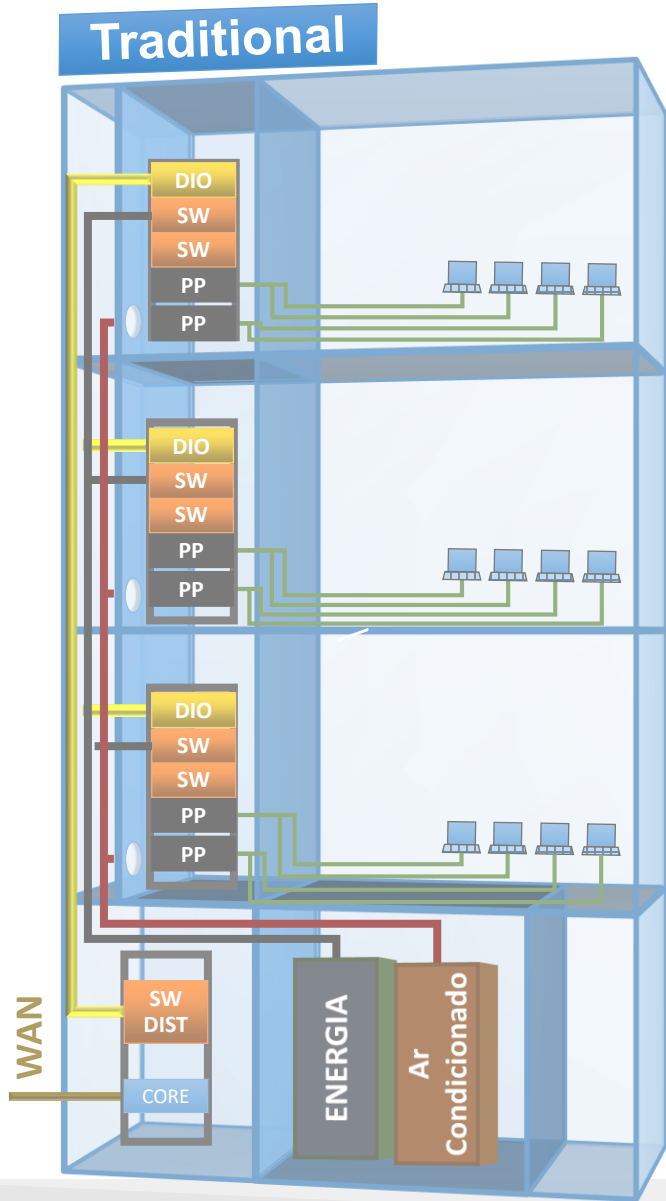 Traditional
DIO
SW
SW
PP
PP
DIO
SW
SW
PP
PP
DIO
SW
SW
PP
PP
WAN
SW
DIST
CORE
ENERGIA
Ar
Condicionado